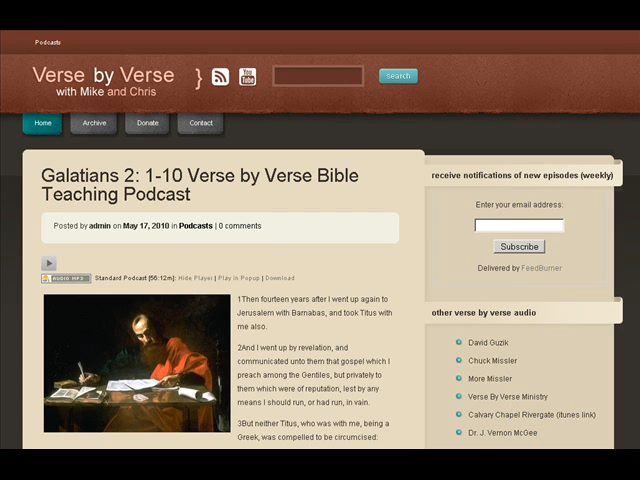 Podcasts
Verse by Verse
with Mike and Chris
}
You
Tube
search
Home
Archive
Donate
Contact
Galatians 2: 1-10 Verse by Verse Bible
Teaching Podcast
Posted by admin on May 17, 2010 in Podcasts | 0 comments
AUDIO MP3 Standard Podcast [56:12m]: Hide Player | Play in Popup | Download
1Then fourteen years after I went up again to
Jerusalem with Barnabas, and took Titus with
me also.
2And I went up by revelation, and
communicated unto them that gospel which I
preach among the Gentiles, but privately to
them which were of reputation, lest by any
means I should run, or had run, in vain.
3But neither Titus, who was with me, being a
Greek, was compelled to be circumcised:
receive notifications of new episodes (weekly)
Enter your email address:
Subscribe
Delivered by FeedBurner
other verse by verse audio
David Guzik
Chuck Missler
More Missler
Verse By Verse Ministry
Calvary Chapel Rivergate (itunes link)
Dr. J. Vernon McGee